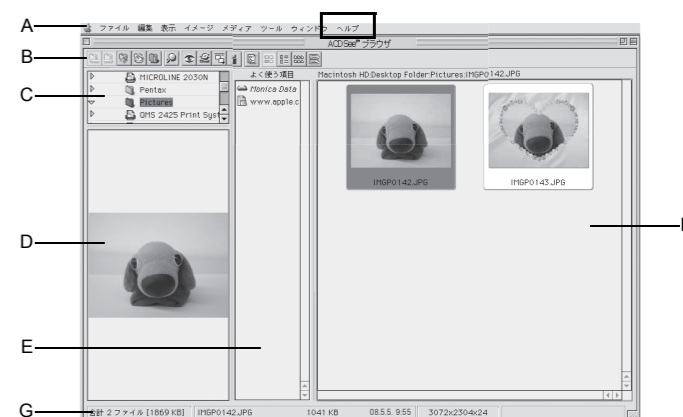 A
ファイル 編集 表示 イメージ メディア ツール ウィンドウ ヘルプ
ACDSee™ ブラウザ
B
C
MICROLINE 2030N
Pentax
Pictures
QMS 2425 Print Syst
よく使う項目
Monica Data
www.apple.c
Macintosh HD:Desktop Folder:Pictures:IMGP0142.JPG
IMGP0142.JPG
IMGP0143.JPG
D
E
G
合計 2 ファイル [1869 KB] IMGP0142.JPG 1041 KB 08.5.5. 9:55 3072x2304x24